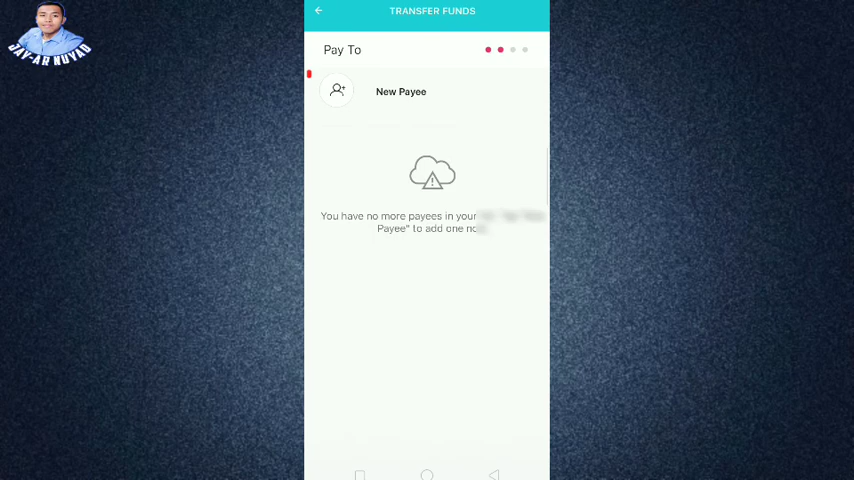 JAY-AR NUYAD
TRANSFER FUNDS
Pay To
New Payee
You have no more payees in your
Payee" to add one